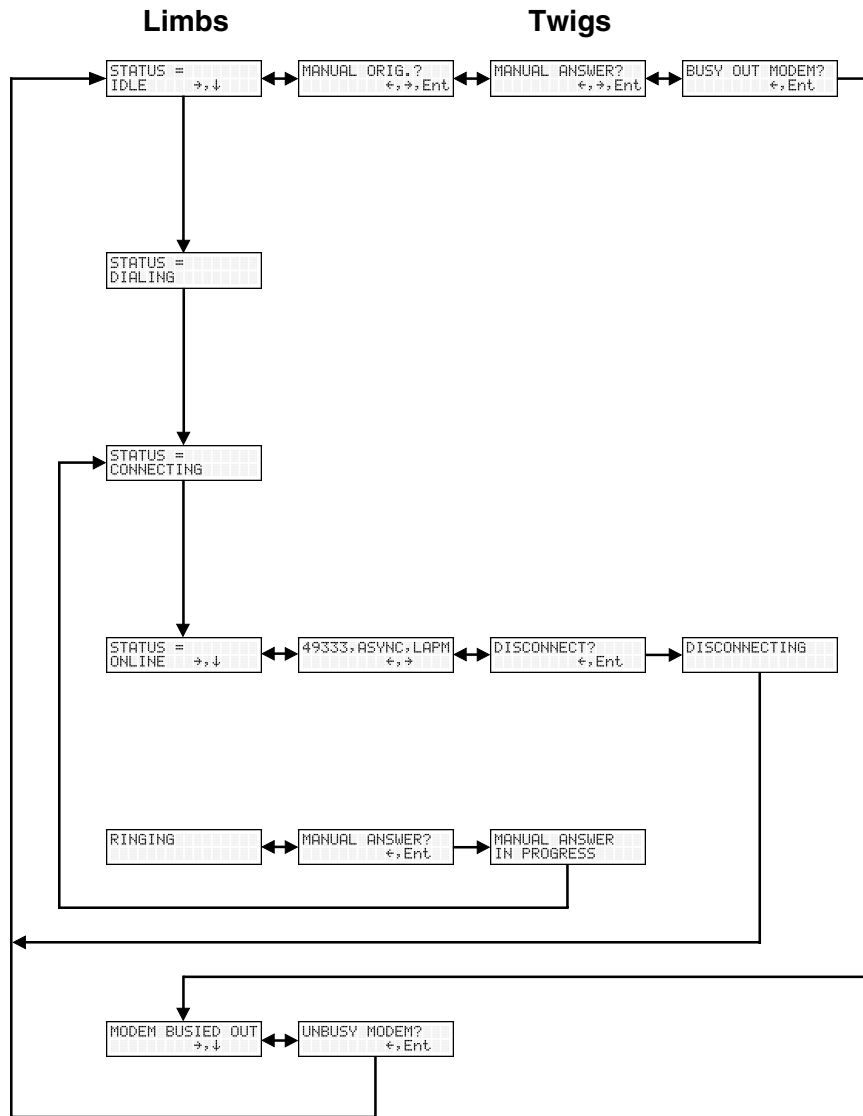 Limbs
Twigs
STATUS =
IDLE →,↓
MANUAL ORIG.?
←,→,Ent
MANUAL ANSWER?
←,→,Ent
BUSY OUT MODEM?
←,Ent
STATUS =
DIALING
STATUS =
CONNECTING
STATUS =
ONLINE →,↓
49333,ASYNC,LAPM
←,→
DISCONNECT?
←,Ent
DISCONNECTING
RINGING
MANUAL ANSWER?
←,Ent
MANUAL ANSWER
IN PROGRESS
MODEM BUSIED OUT
→,↓
UNBUSY MODEM?
←,Ent